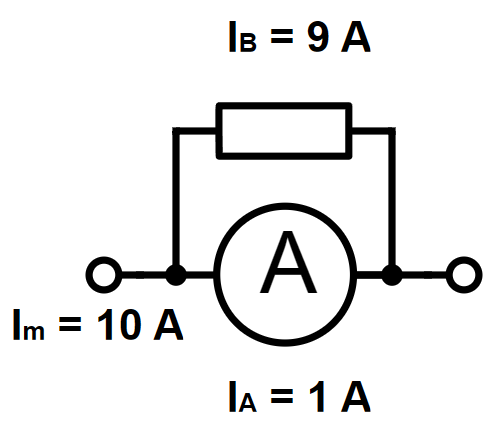 IB = 9 A
A
Im = 10 A
IA = 1 A